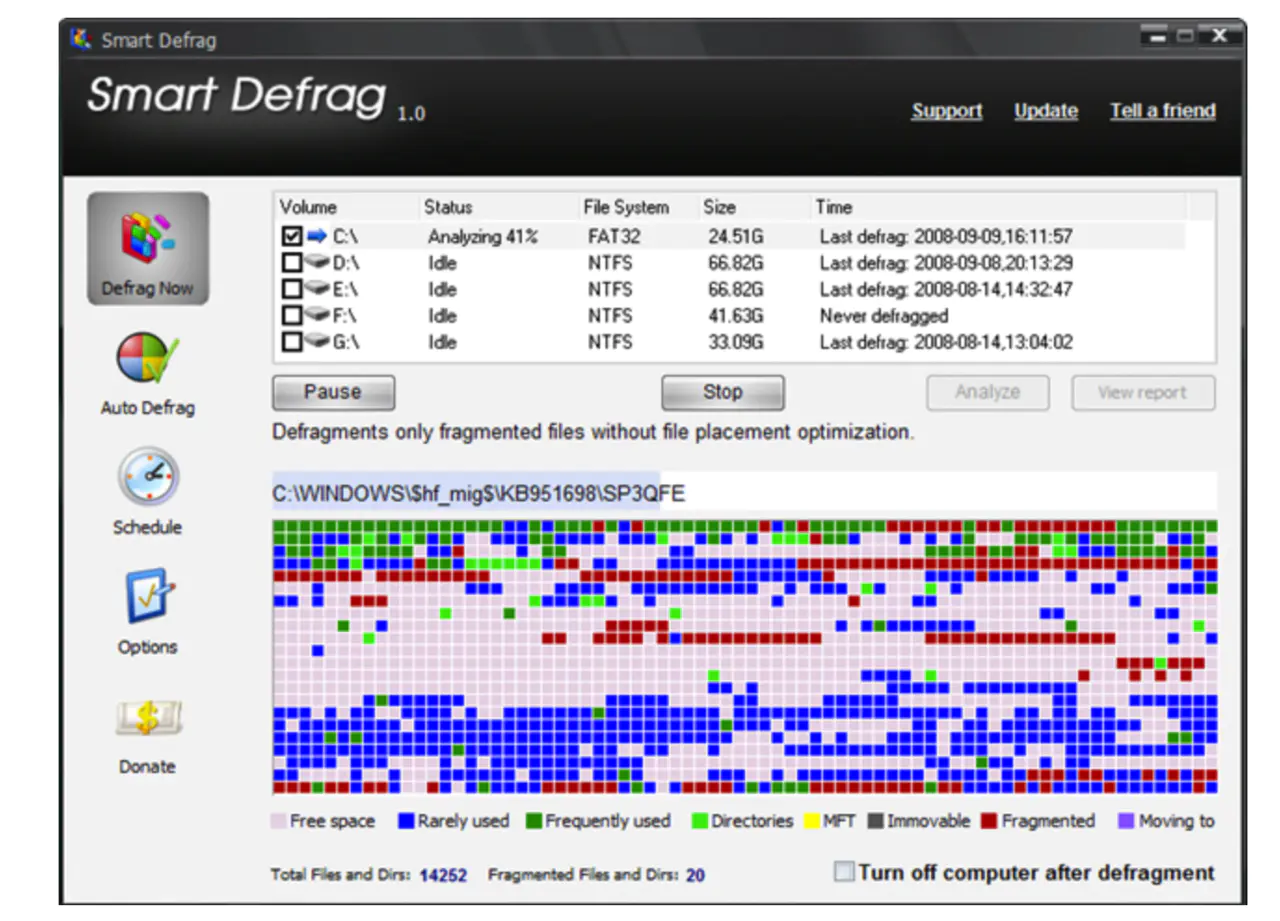 Smart Defrag
Smart Defrag 1.0
Support Update Tell a friend
Defrag Now
Auto Defrag
Schedule
Options
Donate
Volume Status File System Size Time
C:\ Analyzing 41% FAT32 24.51G Last defrag: 2008-09-09,16:11:57
D:\ Idle NTFS 66.82G Last defrag: 2008-09-08,20:13:29
E:\ Idle NTFS 66.82G Last defrag: 2008-08-14,14:32:47
F:\ Idle NTFS 41.63G Never defragged
G:\ Idle NTFS 33.09G Last defrag: 2008-08-14,13:04:02
Pause Stop Analyze View report
Defragments only fragmented files without file placement optimization.
C:\WINDOWS\$hf_mig$\KB951698\SP3QFE
Free space Rarely used Frequently used Directories MFT Immovable Fragmented Moving to
Total Files and Dirs: 14252 Fragmented Files and Dirs: 20 Turn off computer after defragment